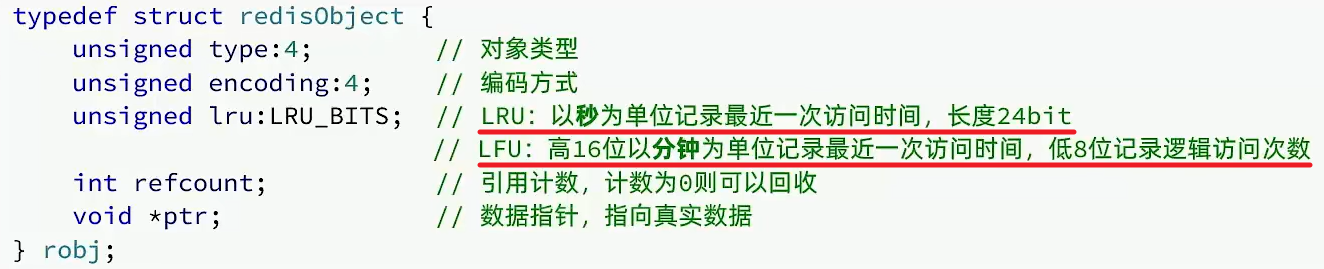 typedef struct redisObject {
    unsigned type:4;         // 对象类型
    unsigned encoding:4;     // 编码方式
    unsigned lru:LRU_BITS;   // LRU：以秒为单位记录最近一次访问时间，长度24bit
                             // LFU：高16位以分钟为单位记录最近一次访问时间，低8位记录逻辑访问次数
    int refcount;            // 引用计数，计数为0则可以回收
    void *ptr;               // 数据指针，指向真实数据
} robj;